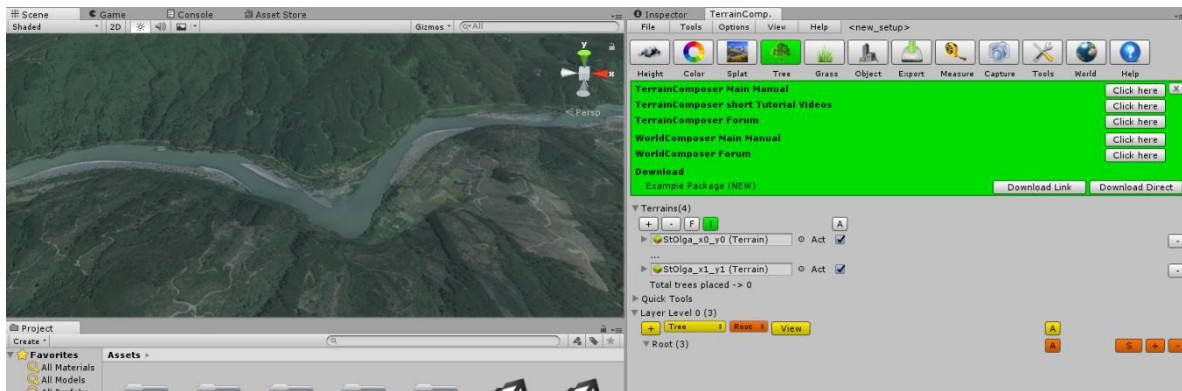 Scene Game Console Asset Store
Shaded 2D Gizmos All
y
x
Persp
Project
Create
Favorites Assets
All Materials
All Models
Inspector TerrainComp.
File Tools Options View Help <new_setup>
Height Color Splat Tree Grass Object Export Measure Capture Tools World Help
TerrainComposer Main Manual Click here X
TerrainComposer short Tutorial Videos Click here
TerrainComposer Forum Click here
WorldComposer Main Manual Click here
WorldComposer Forum Click here
Download
Example Package (NEW) Download Link Download Direct
Terrains(4)
+ - F I A
StOlga_x0_y0 (Terrain) Act -
...
StOlga_x1_y1 (Terrain) Act -
Total trees placed -> 0
Quick Tools
Layer Level 0 (3)
+ Tree Root View A
Root (3) A S + -